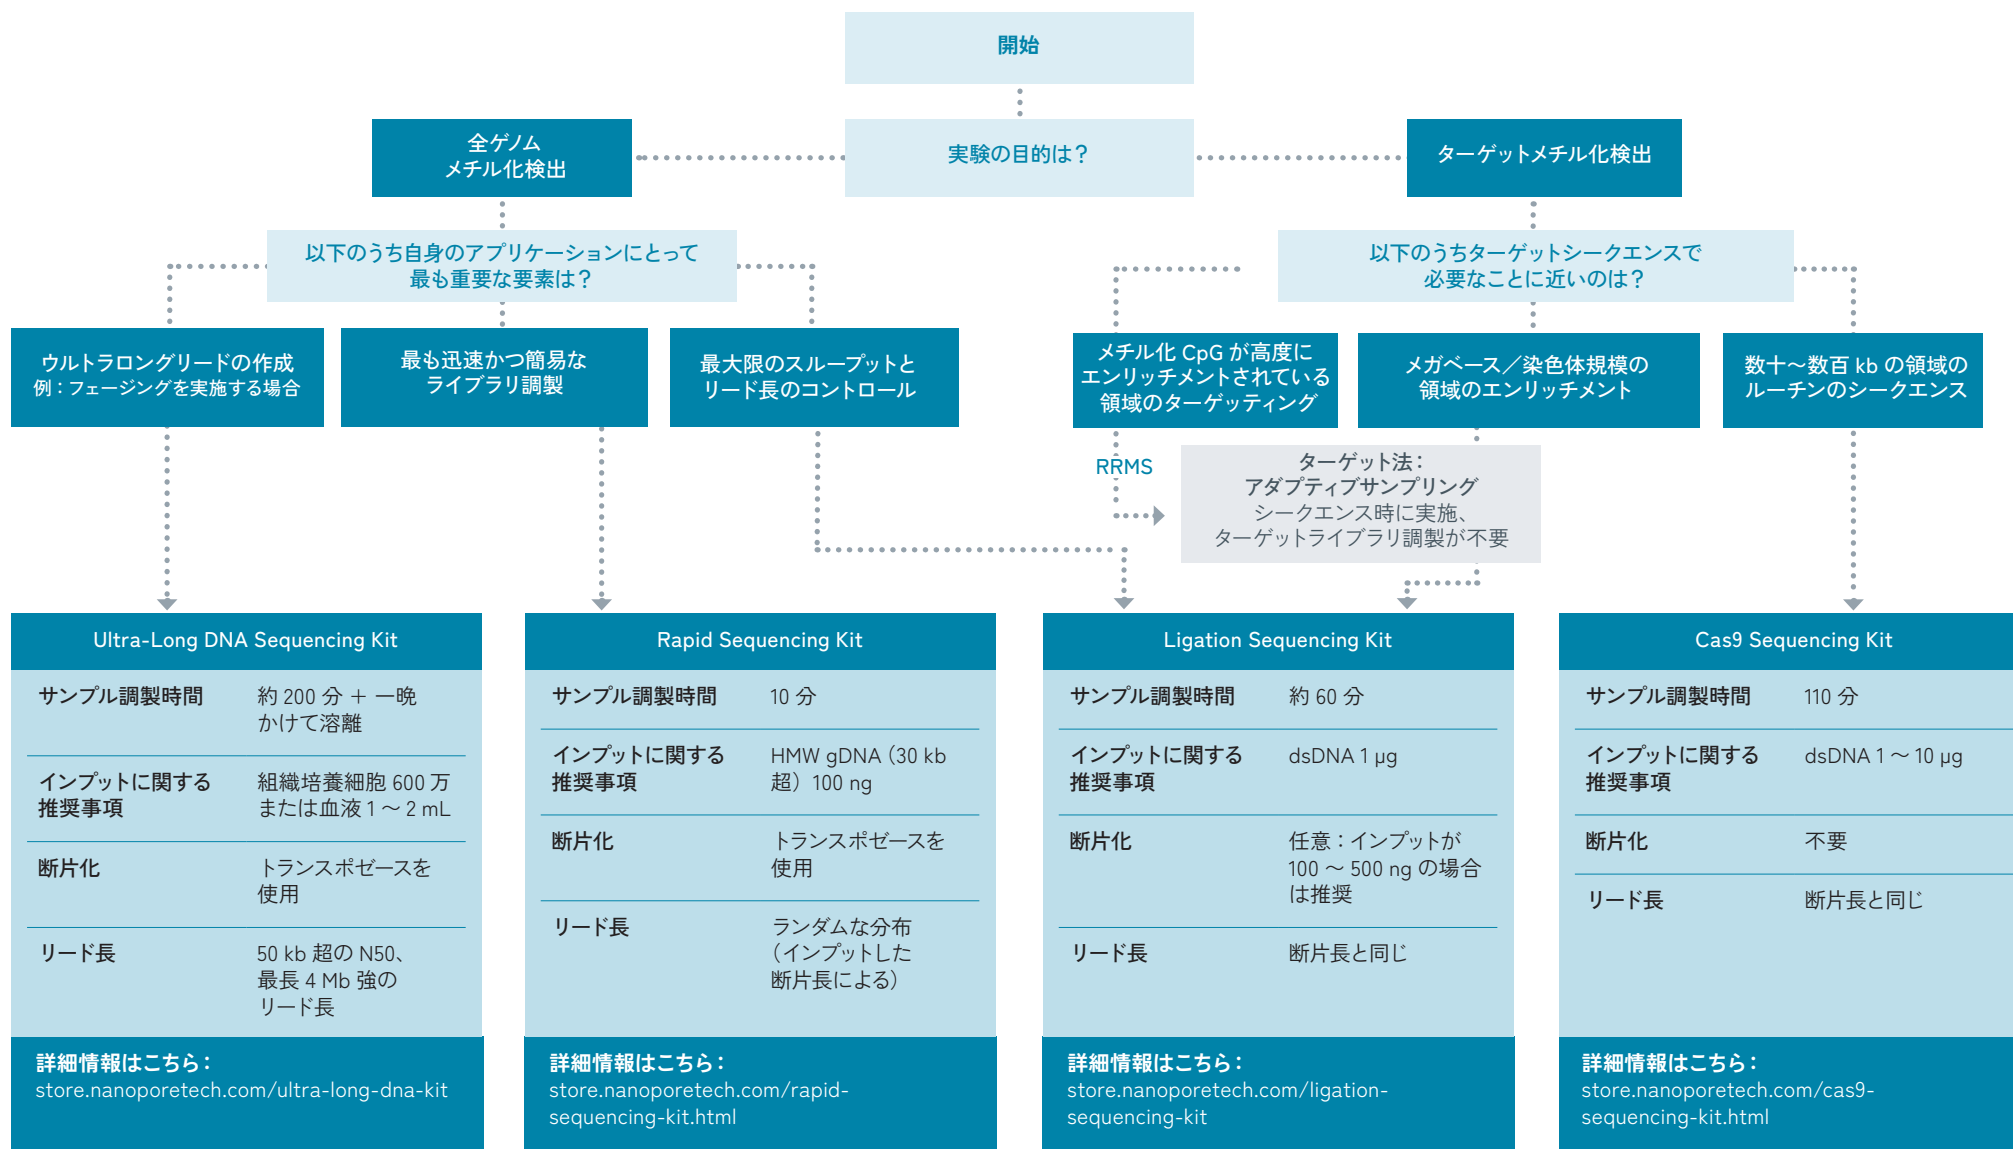 開始
実験の目的は？
全ゲノム
メチル化検出
ターゲットメチル化検出
以下のうち自身のアプリケーションにとって
最も重要な要素は？
以下のうちターゲットシークエンスで
必要なことに近いのは？
ウルトラロングリードの作成
例：フェージングを実施する場合
最も迅速かつ簡易な
ライブラリ調製
最大限のスループットと
リード長のコントロール
メチル化 CpG が高度に
エンリッチメントされている
領域のターゲッティング
メガベース／染色体規模の
領域のエンリッチメント
数十～数百 kb の領域の
ルーチンのシークエンス
RRMS
ターゲット法：
アダプティブサンプリング
シークエンス時に実施、
ターゲットライブラリ調製が不要
Ultra-Long DNA Sequencing Kit
サンプル調製時間
約 200 分 ＋ 一晩
かけて溶離
インプットに関する
推奨事項
組織培養細胞 600 万
または血液 1 ～ 2 mL
断片化
トランスポゼースを
使用
リード長
50 kb 超の N50、
最長 4 Mb 強の
リード長
詳細情報はこちら：
store.nanoporetech.com/ultra-long-dna-kit
Rapid Sequencing Kit
サンプル調製時間
10 分
インプットに関する
推奨事項
HMW gDNA（30 kb
超）100 ng
断片化
トランスポゼースを
使用
リード長
ランダムな分布
（インプットした
断片長による）
詳細情報はこちら：
store.nanoporetech.com/rapid-
sequencing-kit.html
Ligation Sequencing Kit
サンプル調製時間
約 60 分
インプットに関する
推奨事項
dsDNA 1 µg
断片化
任意：インプットが
100 ～ 500 ng の場合
は推奨
リード長
断片長と同じ
詳細情報はこちら：
store.nanoporetech.com/ligation-
sequencing-kit
Cas9 Sequencing Kit
サンプル調製時間
110 分
インプットに関する
推奨事項
dsDNA 1 ～ 10 µg
断片化
不要
リード長
断片長と同じ
詳細情報はこちら：
store.nanoporetech.com/cas9-
sequencing-kit.html